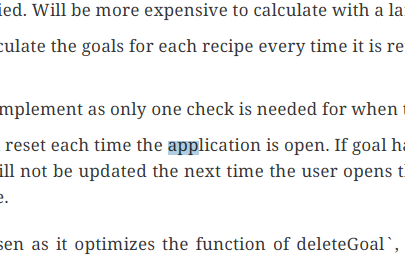 ied. Will be more expensive to calculate with a la
culate the goals for each recipe every time it is re
mplement as only one check is needed for when
reset each time the application is open. If goal ha
ill not be updated the next time the user opens t
e.
sen as it optimizes the function of deleteGoal`,